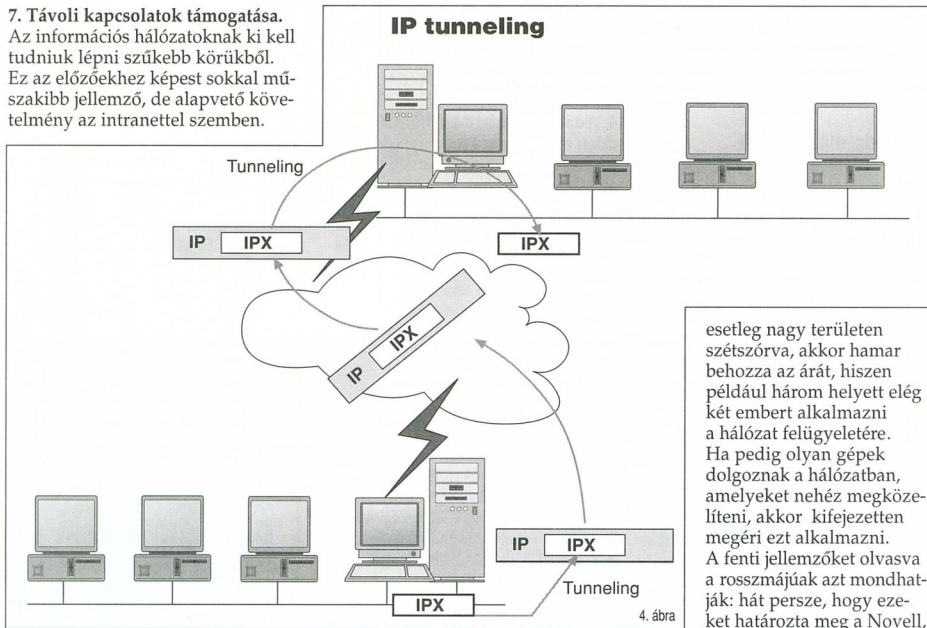 7. Távoli kapcsolatok támogatása.
Az információs hálózatoknak ki kell
tudniuk lépni szűkebb körükből.
Ez az előzőekhez képest sokkal mű-
szakibb jellemző, de alapvető köve-
telmény az intranettel szemben.
IP tunneling
Tunneling
IP IPX
IPX
IP IPX
IP IPX
Tunneling
IPX
4. ábra
esetleg nagy területen
szétszórva, akkor hamar
behozza az árát, hiszen
például három helyett elég
két embert alkalmazni
a hálózat felügyeletére.
Ha pedig olyan gépek
dolgoznak a hálózatban,
amelyeket nehéz megköze-
líteni, akkor kifejezetten
megéri ezt alkalmazni.
A fenti jellemzőket olvasva
a rosszmájúak azt mondhat-
ják: hát persze, hogy eze-
ket határozta meg a Novell,